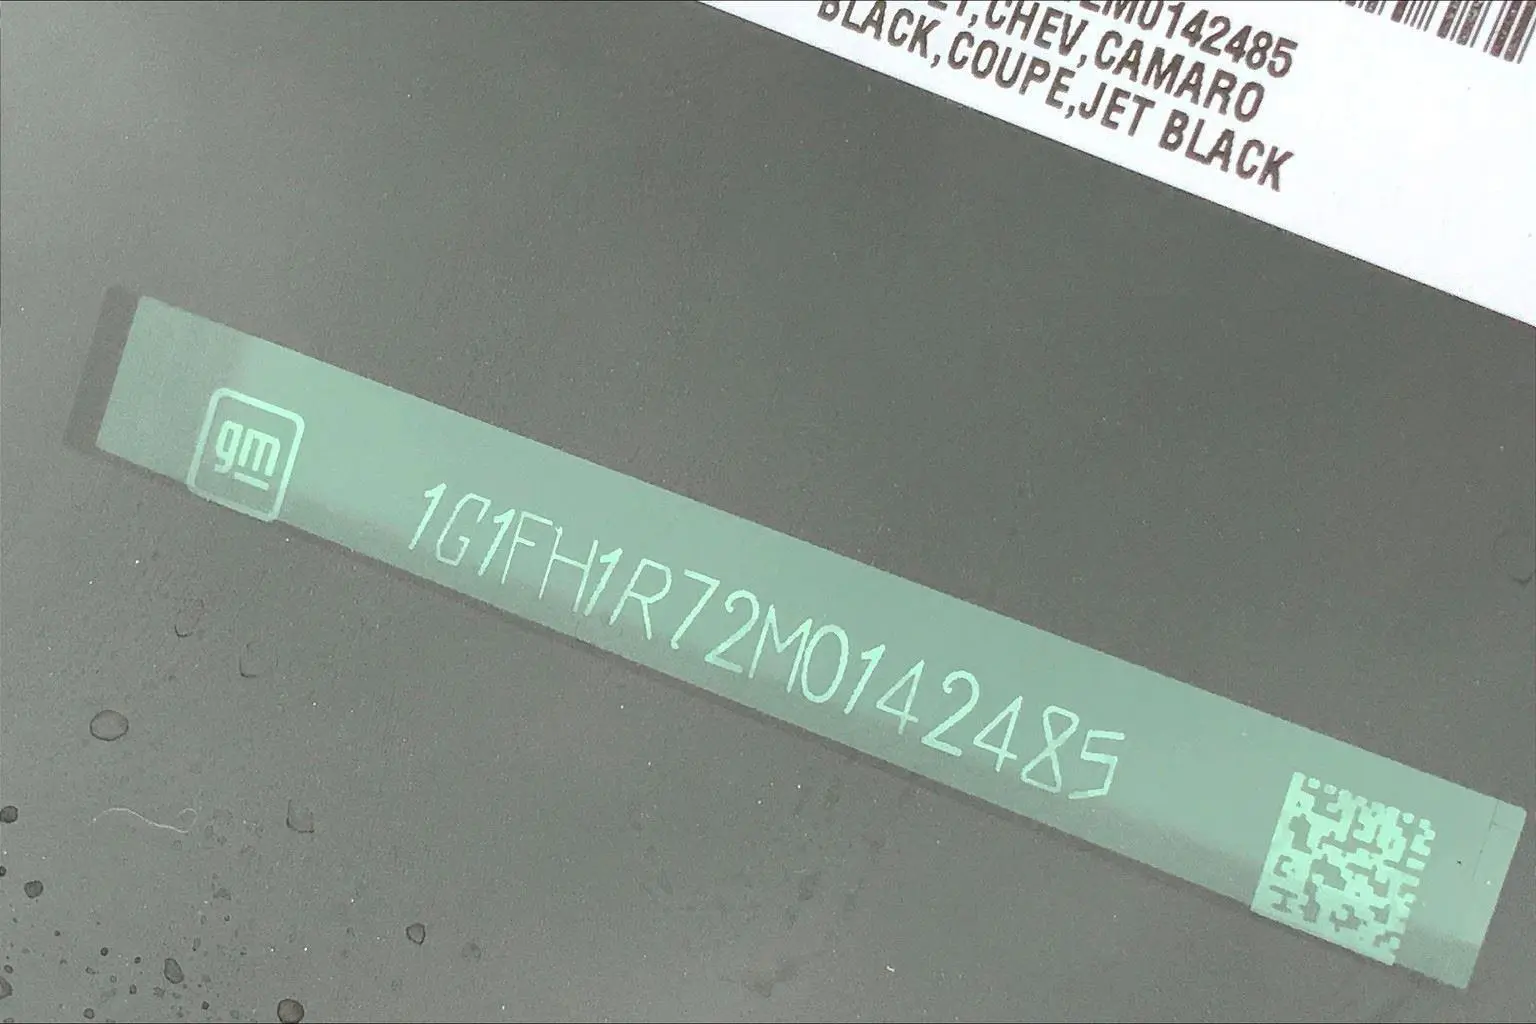 M0142485
CHEV,CAMARO
BLACK,COUPE,JET BLACK
gm
1G1FH1R72M0142485